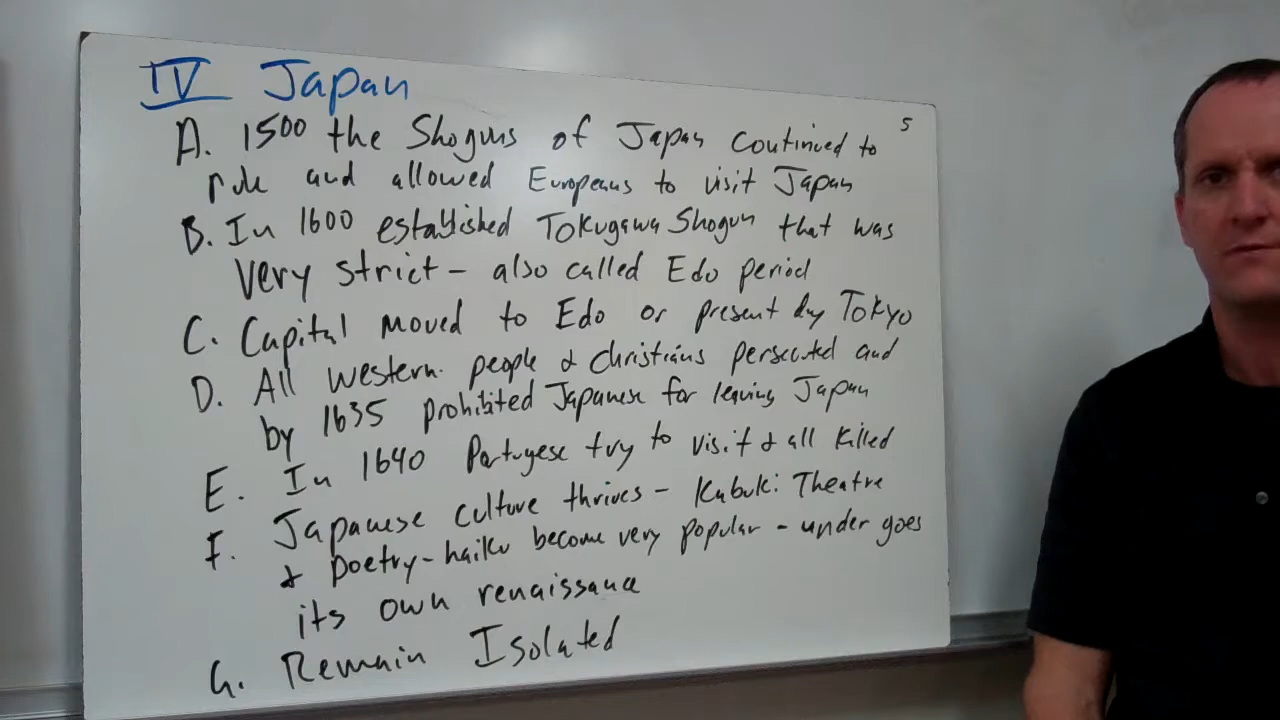 IV Japan
5
A. 1500 the Shoguns of Japan continued to
rule and allowed Europeans to visit Japan
B. In 1600 established Tokugawa Shogun that was
very strict - also called Edo period
C. Capital moved to Edo or present day Tokyo
D. All western people & christians persecuted and
by 1635 prohibited Japanese for leaving Japan
E. In 1640 Portugese try to visit & all killed
F. Japanese culture thrives - Kabuki Theatre
& poetry - haiku become very popular - under goes
its own renaissance
G. Remain Isolated